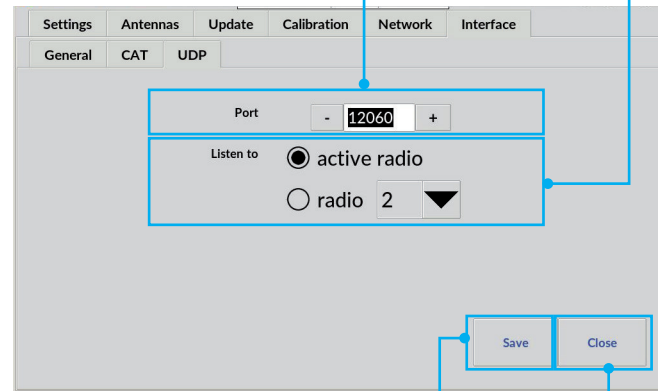 Settings Antennas Update Calibration Network Interface
General CAT UDP
Port - 12060 +
Listen to active radio
radio 2
Save Close